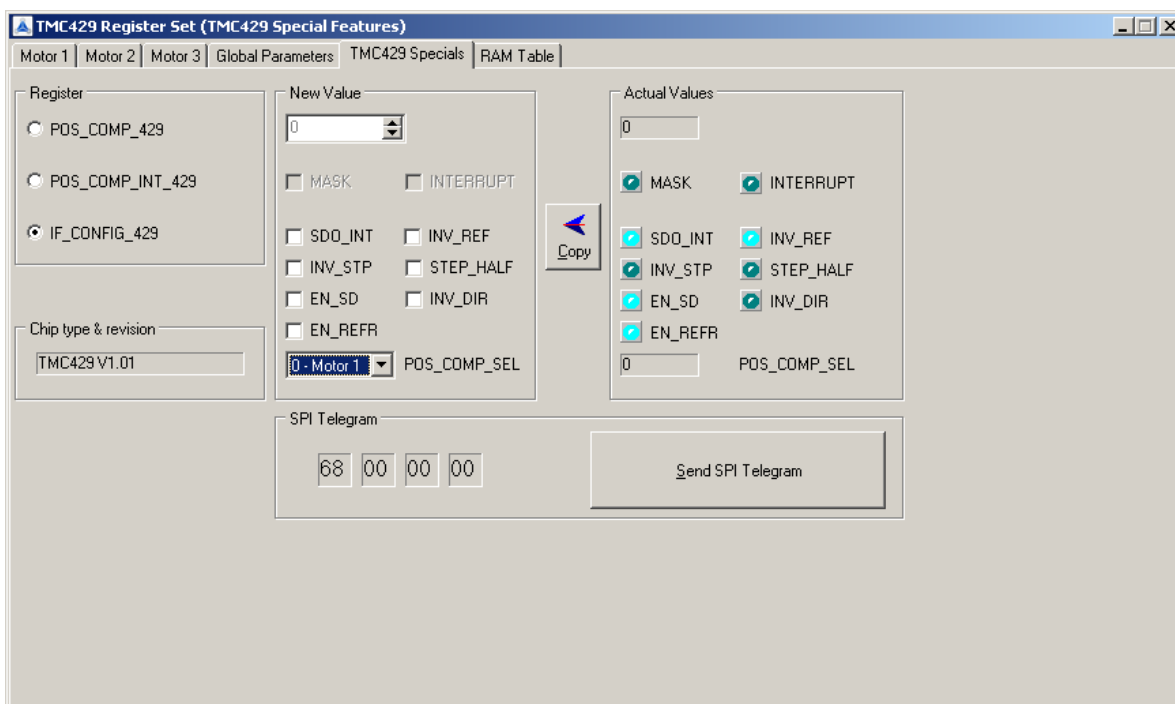 TMC429 Register Set (TMC429 Special Features)
Motor 1 Motor 2 Motor 3 Global Parameters TMC429 Specials RAM Table
Register
POS_COMP_429
POS_COMP_INT_429
IF_CONFIG_429
Chip type & revision
TMC429 V1.01
New Value
0
MASK INTERRUPT
SDO_INT INV_REF
INV_STP STEP_HALF
EN_SD INV_DIR
EN_REFR
0 - Motor 1 POS_COMP_SEL
Copy
Actual Values
0
MASK INTERRUPT
SDO_INT INV_REF
INV_STP STEP_HALF
EN_SD INV_DIR
EN_REFR
0 POS_COMP_SEL
SPI Telegram
68 00 00 00
Send SPI Telegram